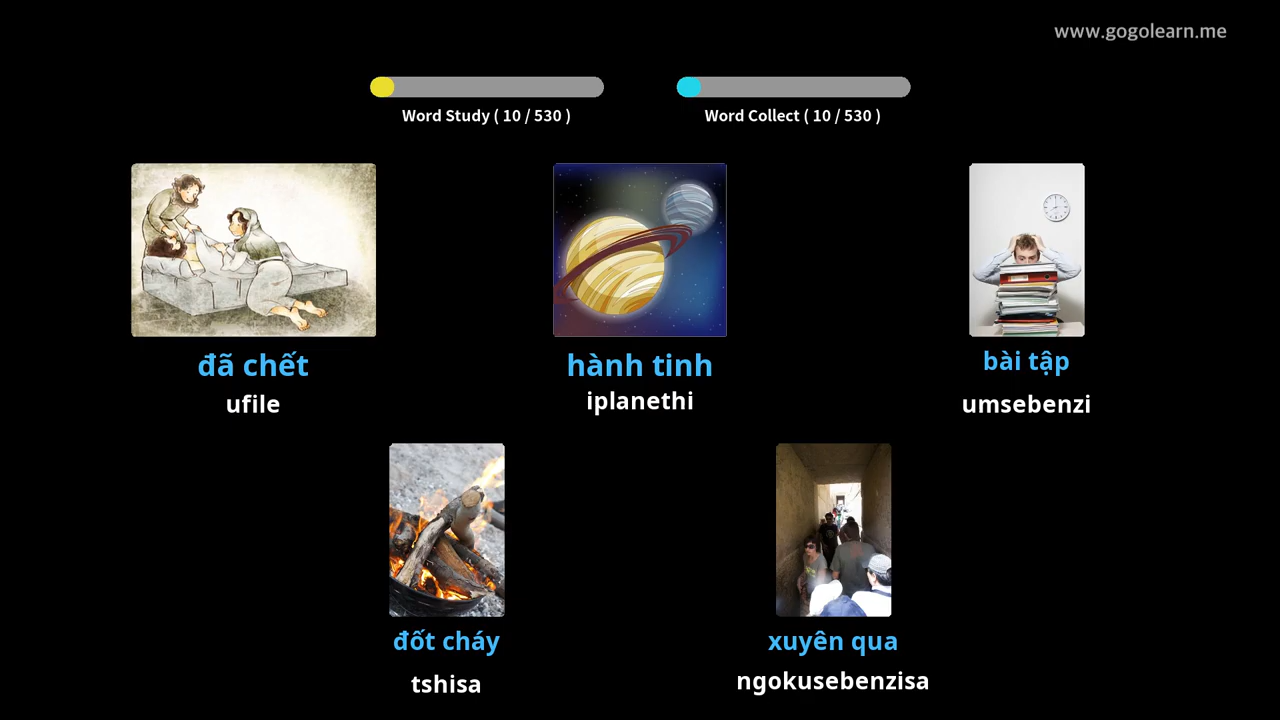 www.gogolearn.me
Word Study ( 10 / 530 )
Word Collect ( 10 / 530 )
đã chết
ufile
hành tinh
iplanethi
bài tập
umsebenzi
đốt cháy
tshisa
xuyên qua
ngokusebenzisa